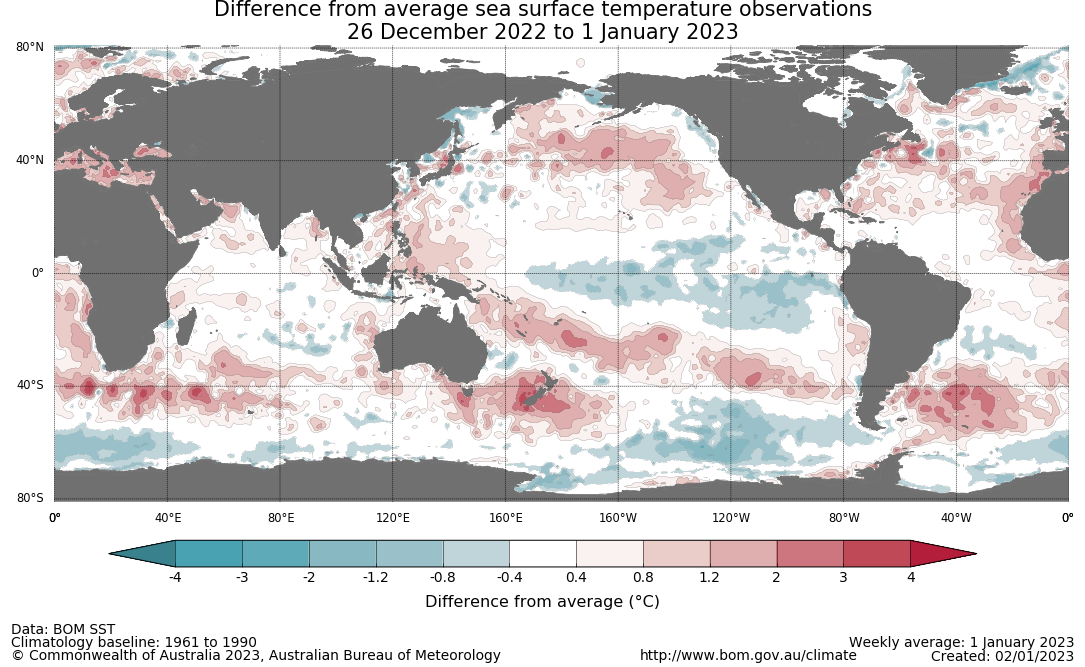 Difference from average sea surface temperature observations
26 December 2022 to 1 January 2023
80°N
40°N
0°
40°S
80°S
0° 40°E 80°E 120°E 160°E 160°W 120°W 80°W 40°W 0°
-4 -3 -2 -1.2 -0.8 -0.4 0.4 0.8 1.2 2 3 4
Difference from average (°C)
Data: BOM SST
Climatology baseline: 1961 to 1990
© Commonwealth of Australia 2023, Australian Bureau of Meteorology
http://www.bom.gov.au/climate
Weekly average: 1 January 2023
Created: 02/01/2023